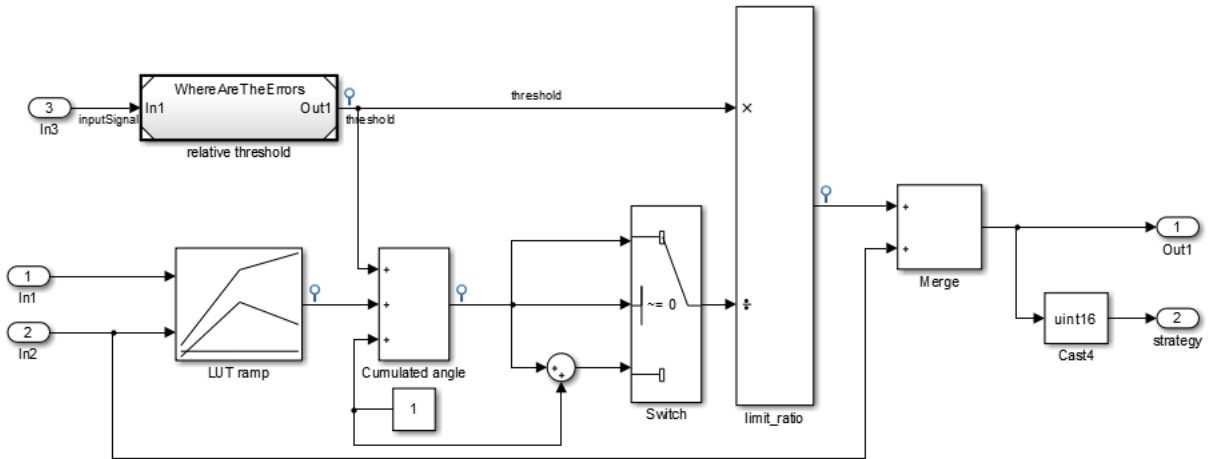 WhereAreTheErrors
3
In1
Out1
threshold
×
In3
inputSignal
threshold
relative threshold
1
In1
+
+
+
2
In2
LUT ramp
Cumulated angle
1
~= 0
+
+
Switch
÷
limit_ratio
+
+
Merge
1
Out1
uint16
2
Cast4
strategy